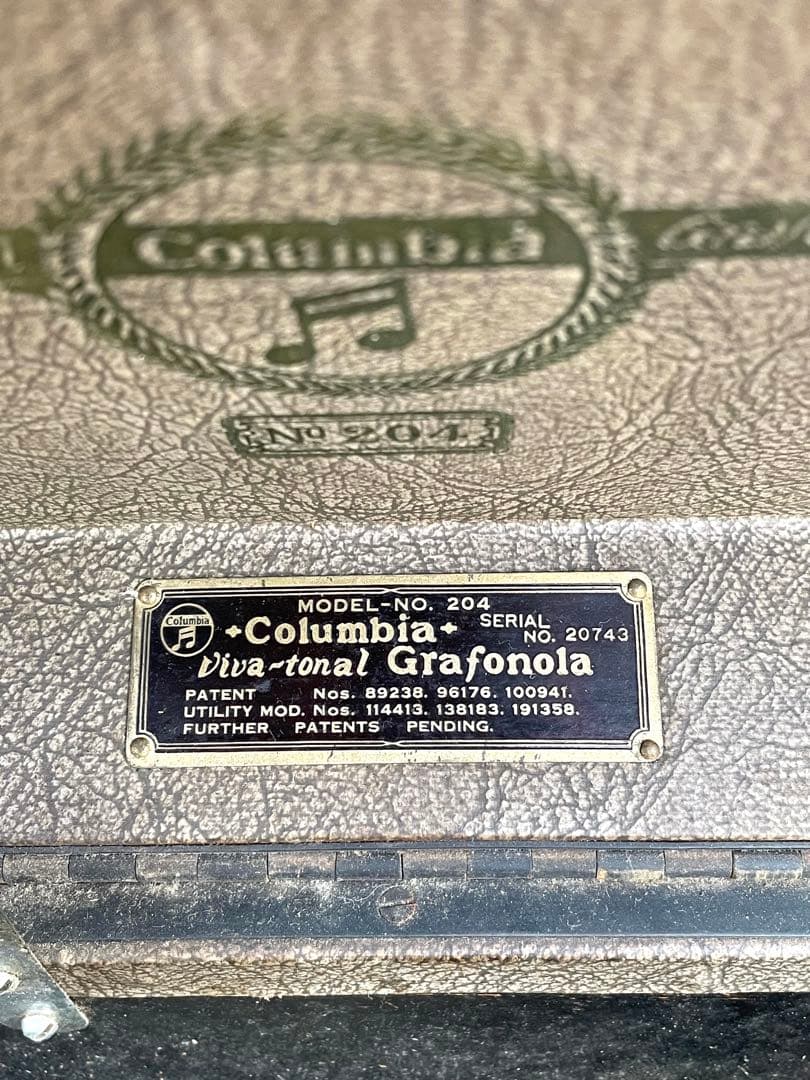 Columbia
No 204
MODEL-NO. 204
Columbia
Columbia
SERIAL
NO. 20743
Viva-tonal Grafonola
PATENT Nos. 89238. 96176. 100941.
UTILITY MOD. Nos. 114413. 138183. 191358.
FURTHER PATENTS PENDING.